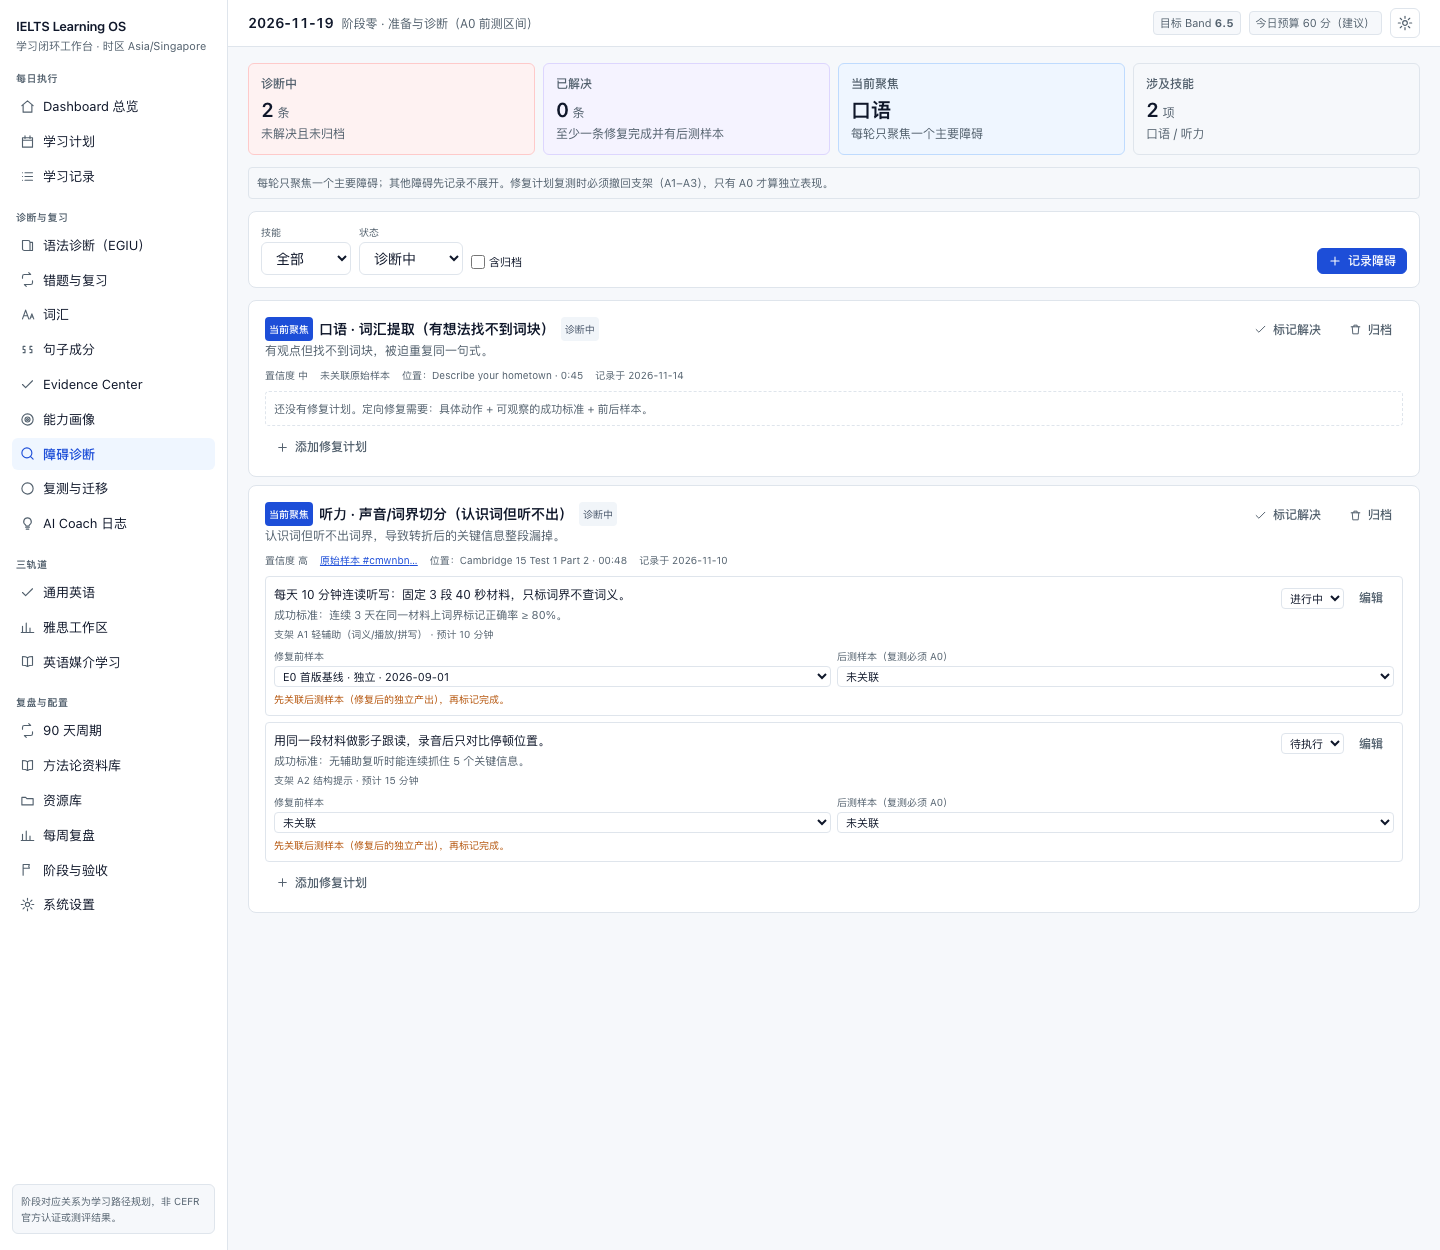 IELTS Learning OS
学习闭环工作台 · 时区 Asia/Singapore
每日执行
Dashboard 总览
学习计划
学习记录
诊断与复习
语法诊断（EGIU）
错题与复习
词汇
句子成分
Evidence Center
能力画像
障碍诊断
复测与迁移
AI Coach 日志
三轨道
通用英语
雅思工作区
英语媒介学习
复盘与配置
90 天周期
方法论资料库
资源库
每周复盘
阶段与验收
系统设置
阶段对应关系为学习路径规划，非 CEFR
官方认证或测评结果。
2026-11-19 阶段零 · 准备与诊断（A0 前测区间）
目标 Band 6.5
今日预算 60 分（建议）
诊断中
2 条
未解决且未归档
已解决
0 条
至少一条修复完成并有后测样本
当前聚焦
口语
每轮只聚焦一个主要障碍
涉及技能
2 项
口语 / 听力
每轮只聚焦一个主要障碍；其他障碍先记录不展开。修复计划复测时必须撤回支架（A1–A3），只有 A0 才算独立表现。
技能
全部
状态
诊断中
含归档
记录障碍
当前聚焦 口语 · 词汇提取（有想法找不到词块） 诊断中
标记解决
归档
有观点但找不到词块，被迫重复同一句式。
置信度 中 未关联原始样本 位置：Describe your hometown · 0:45 记录于 2026-11-14
还没有修复计划。定向修复需要：具体动作 + 可观察的成功标准 + 前后样本。
添加修复计划
当前聚焦 听力 · 声音/词界切分（认识词但听不出） 诊断中
标记解决
归档
认识词但听不出词界，导致转折后的关键信息整段漏掉。
置信度 高 原始样本 #cmwnbn... 位置：Cambridge 15 Test 1 Part 2 · 00:48 记录于 2026-11-10
每天 10 分钟连读听写：固定 3 段 40 秒材料，只标词界不查词义。
进行中
编辑
成功标准：连续 3 天在同一材料上词界标记正确率 ≥ 80%。
支架 A1 轻辅助（词义/播放/拼写） · 预计 10 分钟
修复前样本
E0 首版基线 · 独立 · 2026-09-01
后测样本（复测必须 A0）
未关联
先关联后测样本（修复后的独立产出），再标记完成。
用同一段材料做影子跟读，录音后只对比停顿位置。
待执行
编辑
成功标准：无辅助复听时能连续抓住 5 个关键信息。
支架 A2 结构提示 · 预计 15 分钟
修复前样本
未关联
后测样本（复测必须 A0）
未关联
先关联后测样本（修复后的独立产出），再标记完成。
添加修复计划